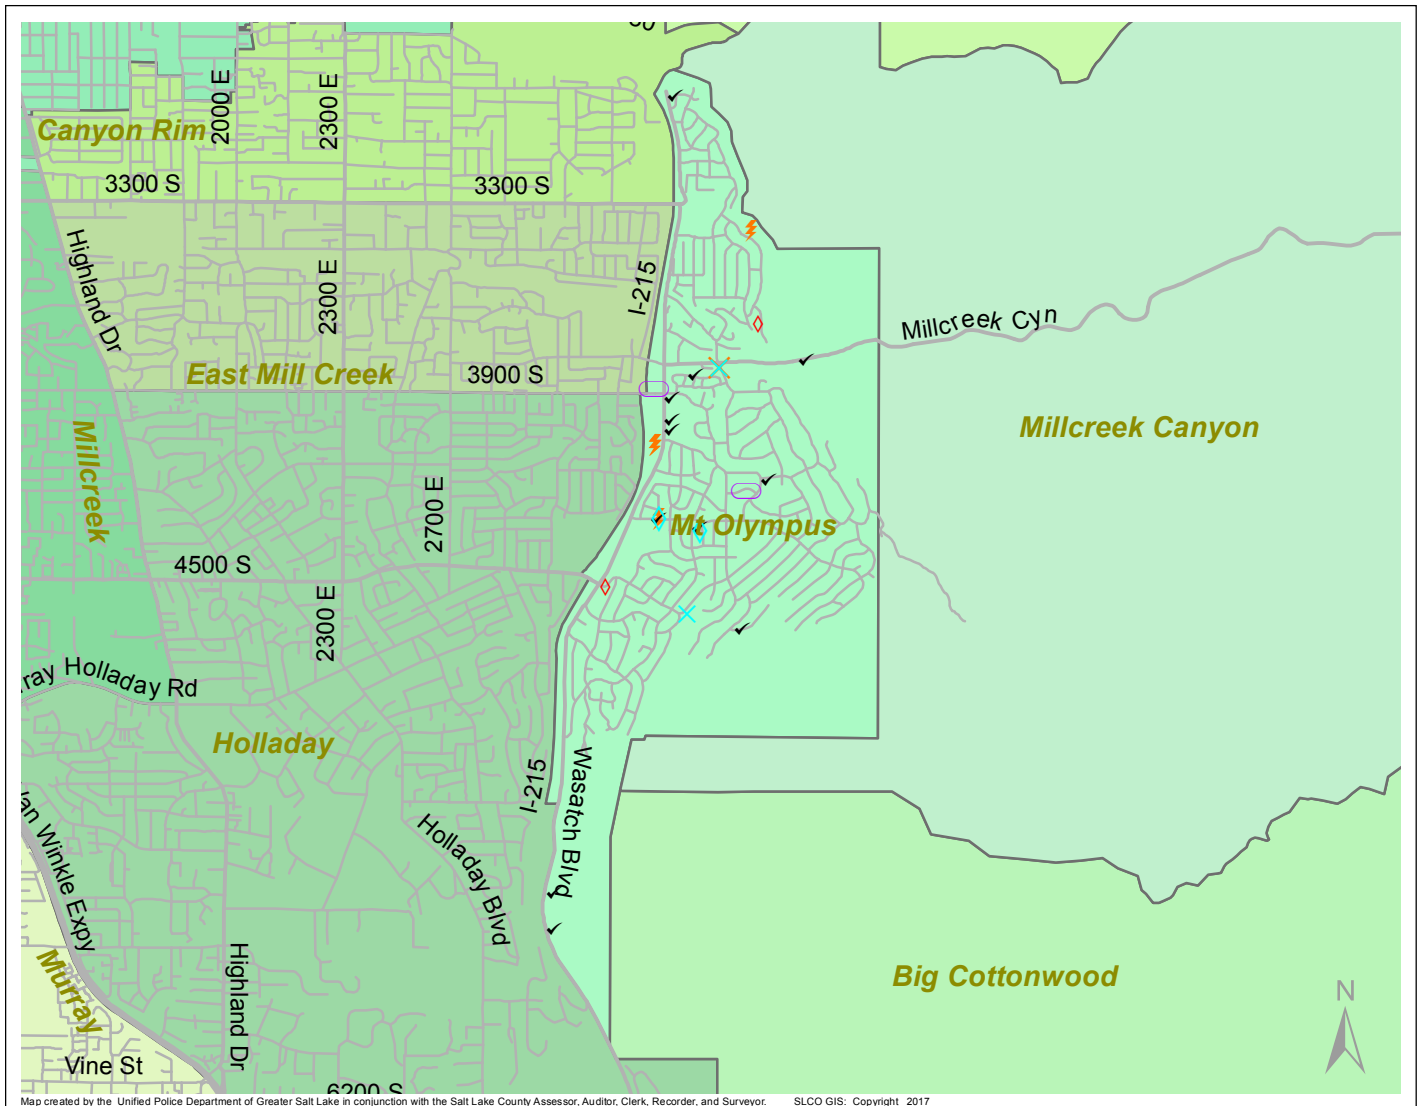 2000 E
2300 E
Canyon Rim
3300 S
3300 S
Highland Dr
2300 E
I-215
Millcreek Cyn
East Mill Creek
3900 S
Millcreek
Millcreek Canyon
2700 E
Mt Olympus
4500 S
2300 E
rray Holladay Rd
Holladay
I-215
Wasatch Blvd
Van Winkle Expy
Holladay Blvd
Murray
Highland Dr
Big Cottonwood
N
Vine St
6200 S
Map created by the Unified Police Department of Greater Salt Lake in conjunction with the Salt Lake County Assessor, Auditor, Clerk, Recorder, and Surveyor. SLCO GIS: Copyright 2017